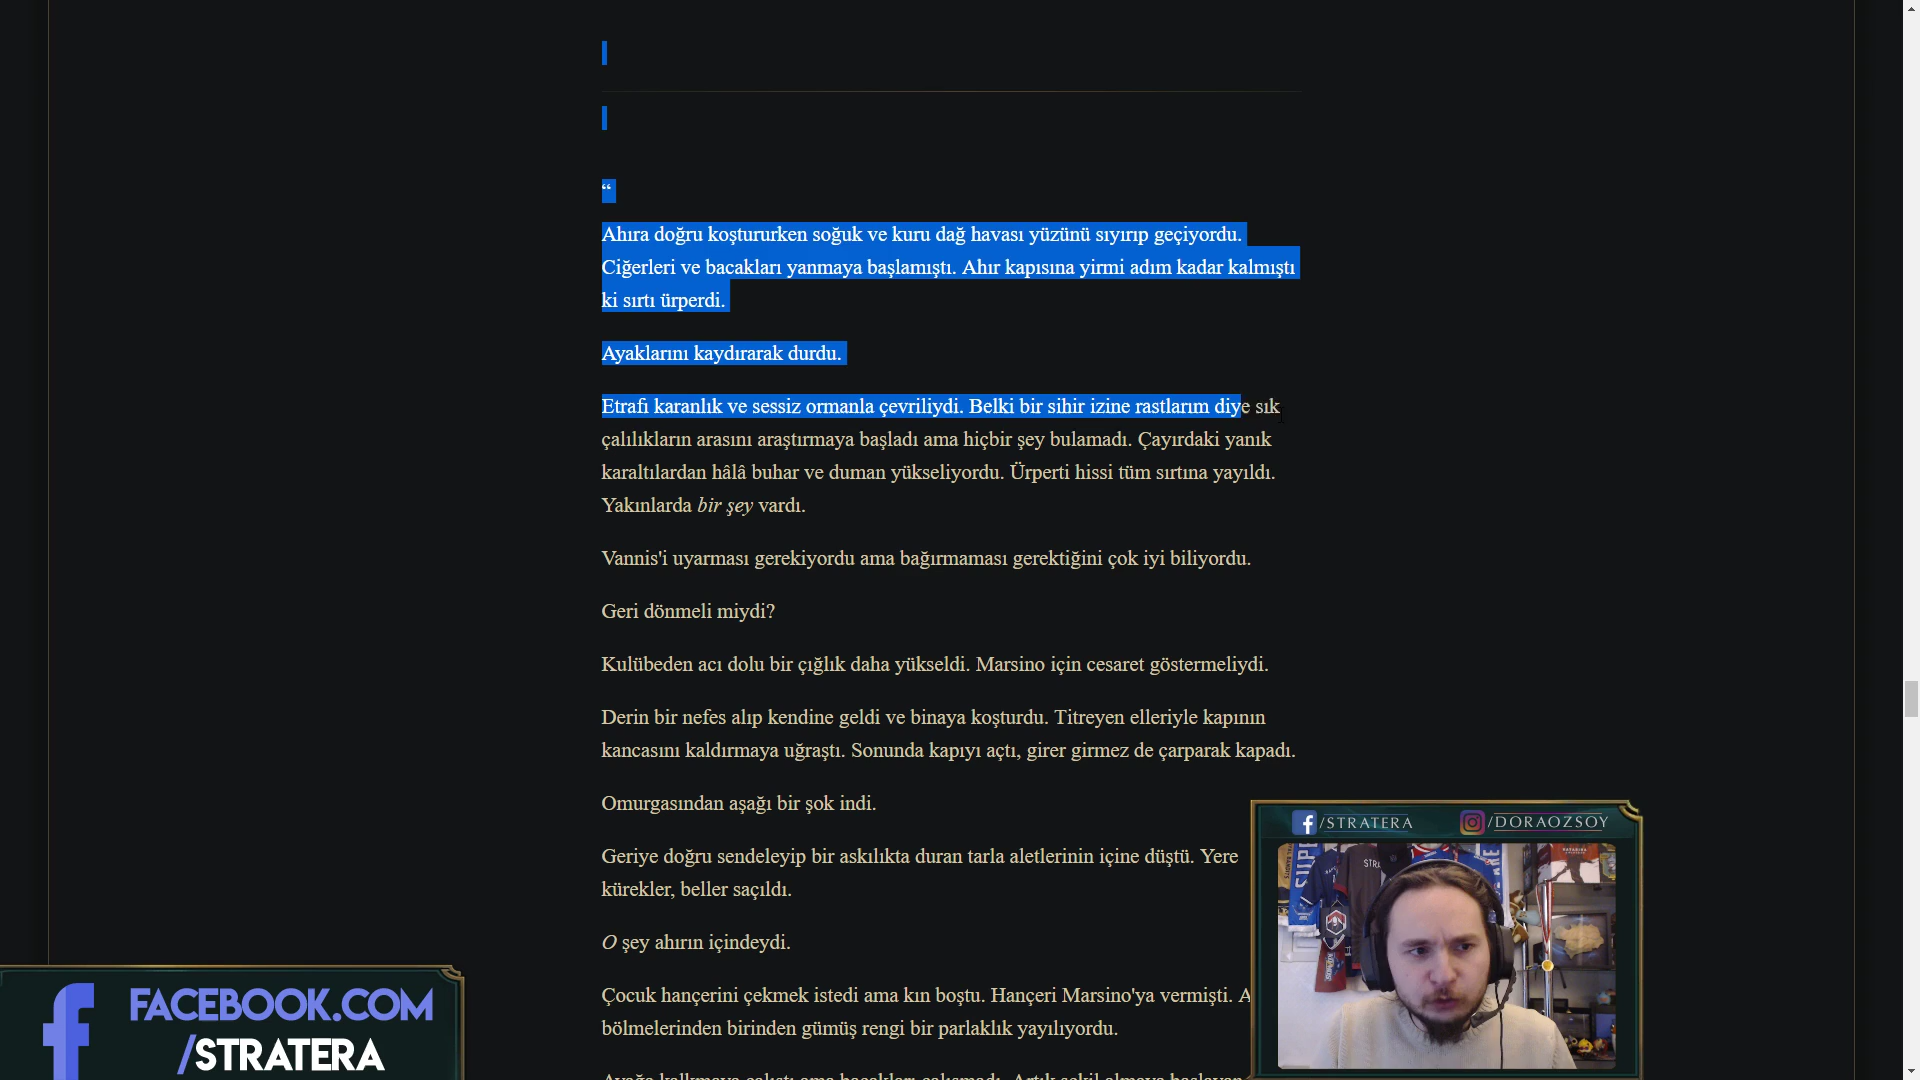 “
Ahıra doğru koştururken soğuk ve kuru dağ havası yüzünü sıyırıp geçiyordu.
Ciğerleri ve bacakları yanmaya başlamıştı. Ahır kapısına yirmi adım kadar kalmıştı
ki sırtı ürperdi.
Ayaklarını kaydırarak durdu.
Etrafı karanlık ve sessiz ormanla çevriliydi. Belki bir sihir izine rastlarım diye sık
çalılıkların arasını araştırmaya başladı ama hiçbir şey bulamadı. Çayırdaki yanık
karaltılardan hâlâ buhar ve duman yükseliyordu. Ürperti hissi tüm sırtına yayıldı.
Yakınlarda bir şey vardı.
Vannis'i uyarması gerekiyordu ama bağırmaması gerektiğini çok iyi biliyordu.
Geri dönmeli miydi?
Kulübeden acı dolu bir çığlık daha yükseldi. Marsino için cesaret göstermeliydi.
Derin bir nefes alıp kendine geldi ve binaya koşturdu. Titreyen elleriyle kapının
kancasını kaldırmaya uğraştı. Sonunda kapıyı açtı, girer girmez de çarparak kapadı.
Omurgasından aşağı bir şok indi.
Geriye doğru sendeleyip bir askılıkta duran tarla aletlerinin içine düştü. Yere
kürekler, beller saçıldı.
O şey ahırın içindeydi.
Çocuk hançerini çekmek istedi ama kın boştu. Hançeri Marsino'ya vermişti. A
bölmelerinden birinden gümüş rengi bir parlaklık yayılıyordu.
/STRATERA
/DORAOZSOY
FACEBOOK.COM
/STRATERA